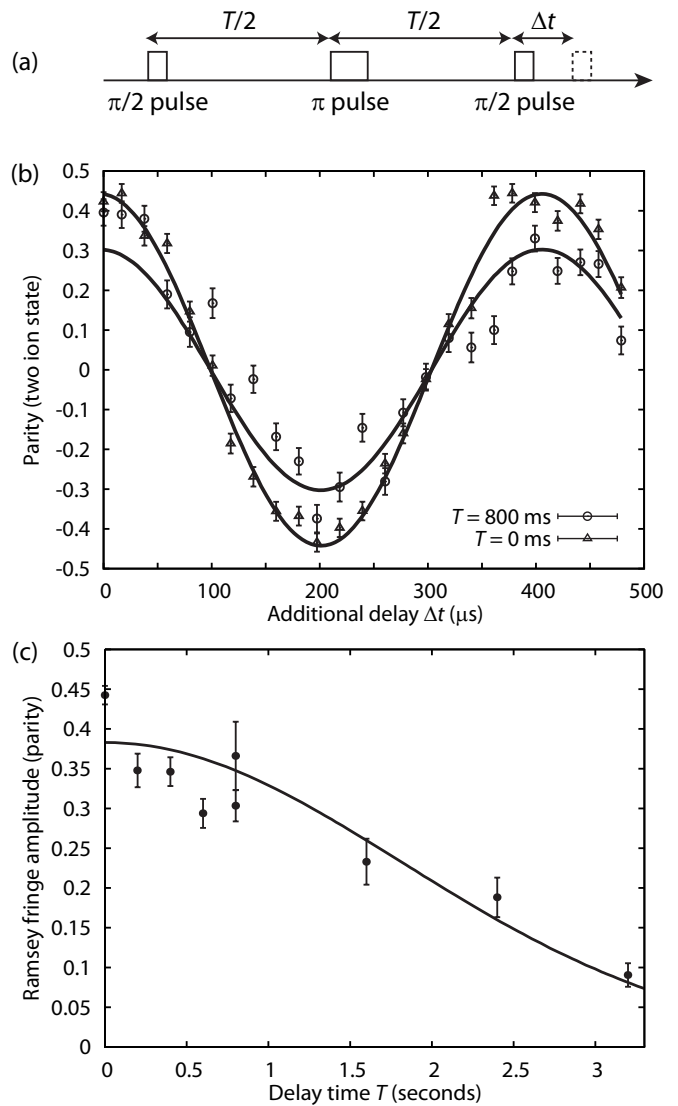 (a)
T/2
T/2
Δt
π/2 pulse
π pulse
π/2 pulse
(b)
0.5
0.4
0.3
0.2
0.1
0
-0.1
-0.2
-0.3
-0.4
-0.5
Parity (two ion state)
T = 800 ms
T = 0 ms
0 100 200 300 400 500
Additional delay Δt (μs)
(c)
0.5
0.45
0.4
0.35
0.3
0.25
0.2
0.15
0.1
0.05
0
Ramsey fringe amplitude (parity)
0 0.5 1 1.5 2 2.5 3
Delay time T (seconds)